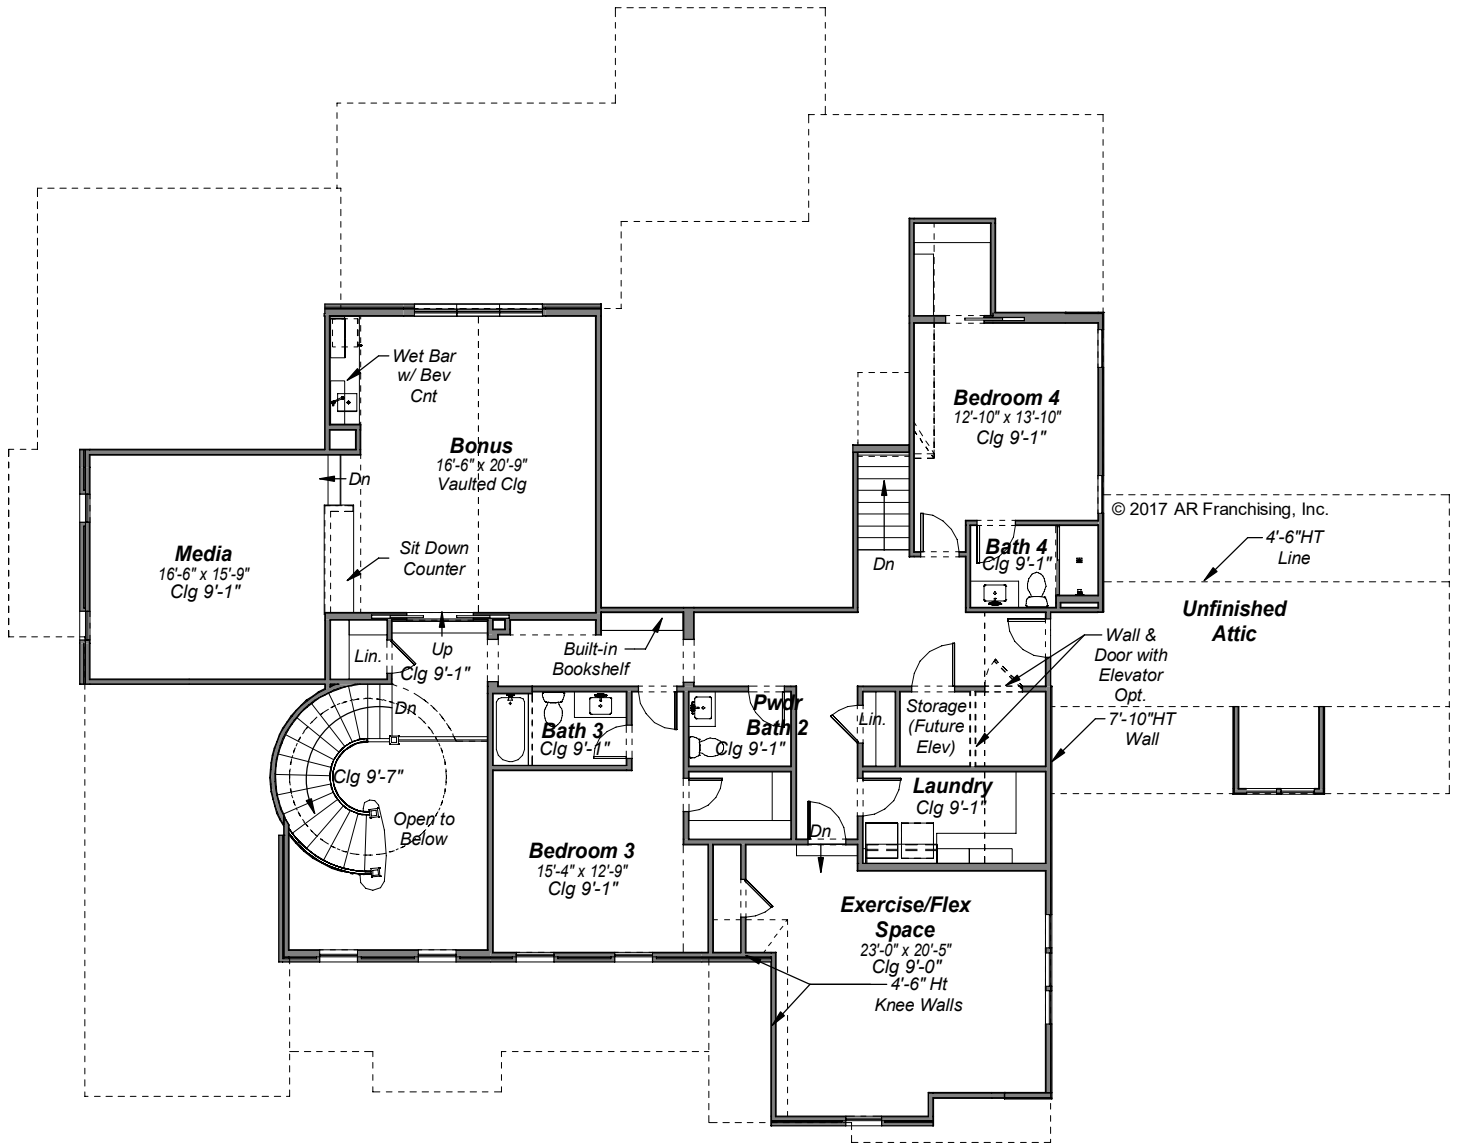 Wet Bar
w/ Bev
Cnt
Bonus
16'-6" x 20'-9"
Vaulted Clg
Dn
Media
16'-6" x 15'-9"
Clg 9'-1"
Sit Down
Counter
Bedroom 4
12'-10" x 13'-10"
Clg 9'-1"
Dn
Bath 4
Clg 9'-1"
© 2017 AR Franchising, Inc.
4'-6"HT
Line
Unfinished
Attic
Wall &
Door with
Elevator
Opt.
7'-10"HT
Wall
Lin.
Up
Clg 9'-1"
Built-in
Bookshelf
Dn
Clg 9'-7"
Open to
Below
Bath 3
Clg 9'-1"
Pwdr
Bath 2
Clg 9'-1"
Lin.
Storage
(Future
Elev)
Laundry
Clg 9'-1"
Dn
Bedroom 3
15'-4" x 12'-9"
Clg 9'-1"
Exercise/Flex
Space
23'-0" x 20'-5"
Clg 9'-0"
4'-6" Ht
Knee Walls